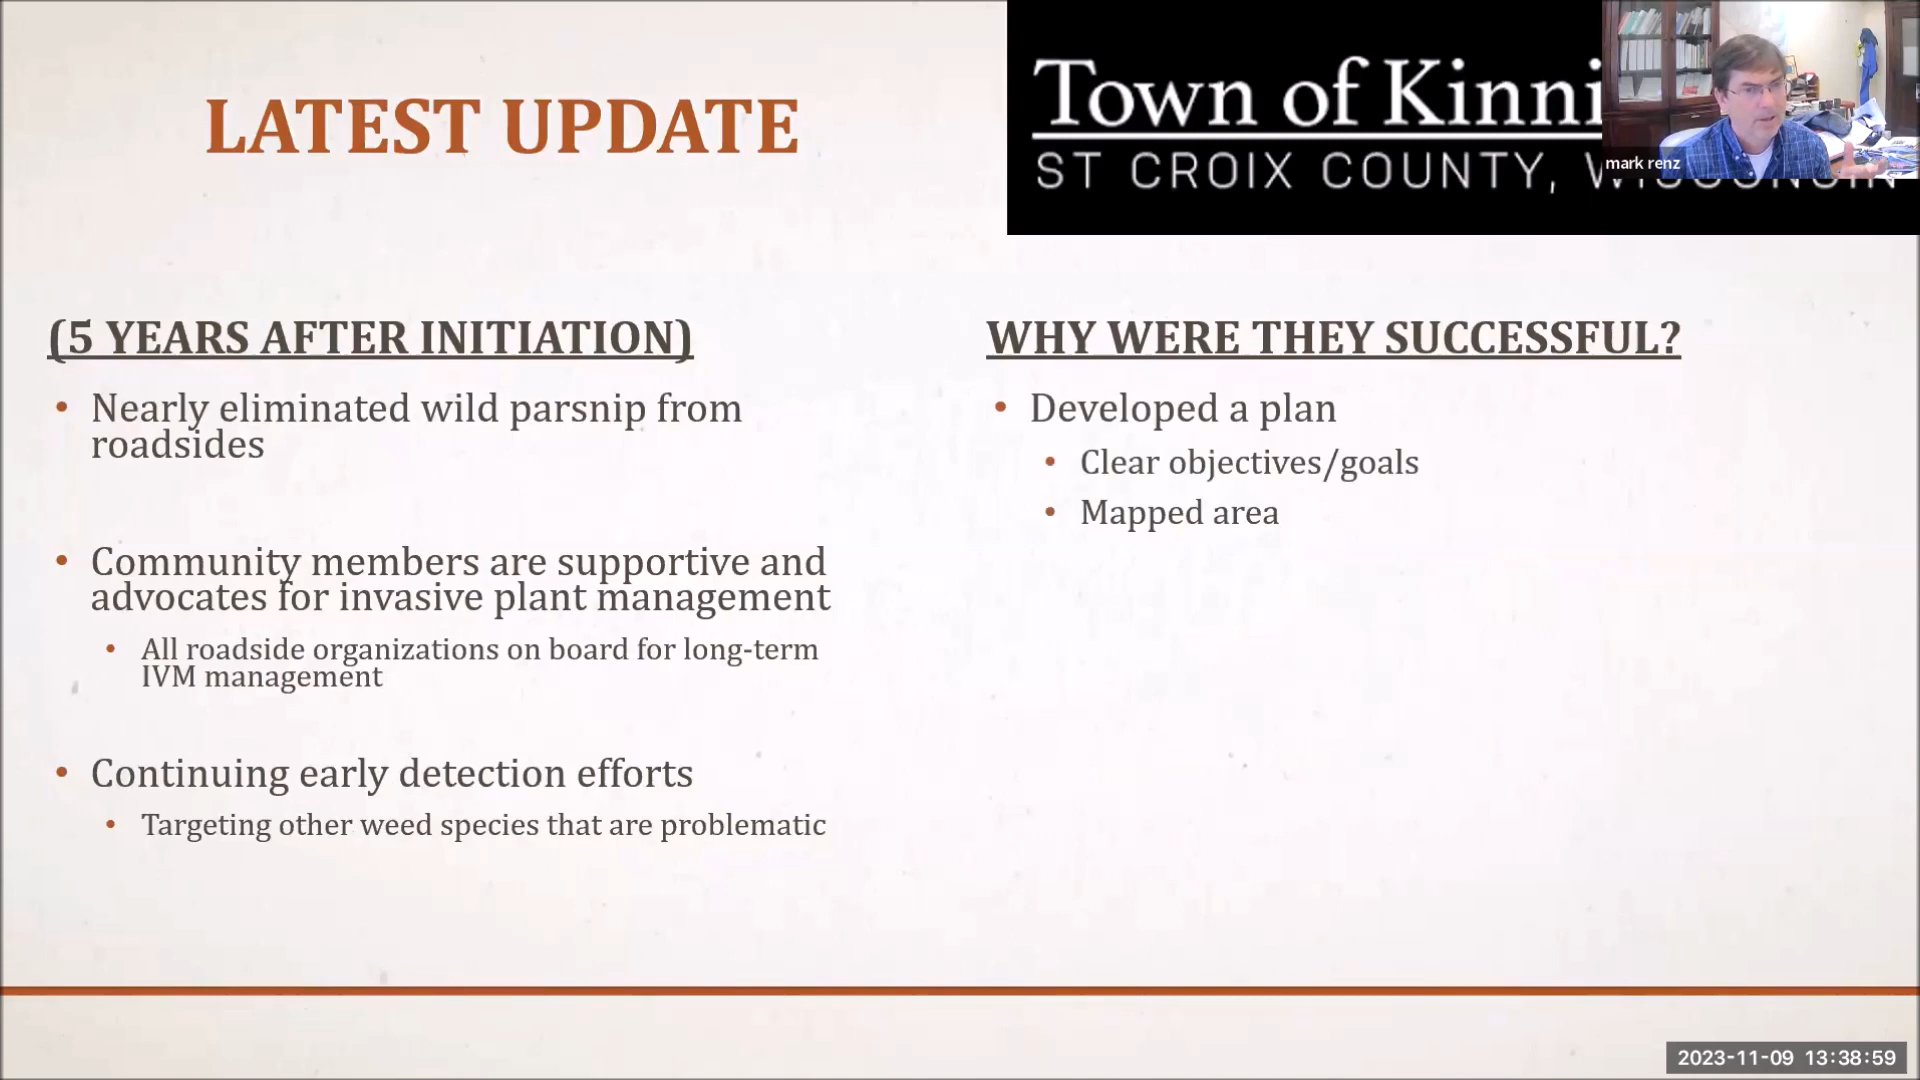 LATEST UPDATE
Town of Kinni
ST CROIX COUNTY, WISCONSIN
mark renz
(5 YEARS AFTER INITIATION)
• Nearly eliminated wild parsnip from
roadsides
• Community members are supportive and
advocates for invasive plant management
• All roadside organizations on board for long-term
IVM management
• Continuing early detection efforts
• Targeting other weed species that are problematic
WHY WERE THEY SUCCESSFUL?
• Developed a plan
• Clear objectives/goals
• Mapped area
2023-11-09 13:38:59